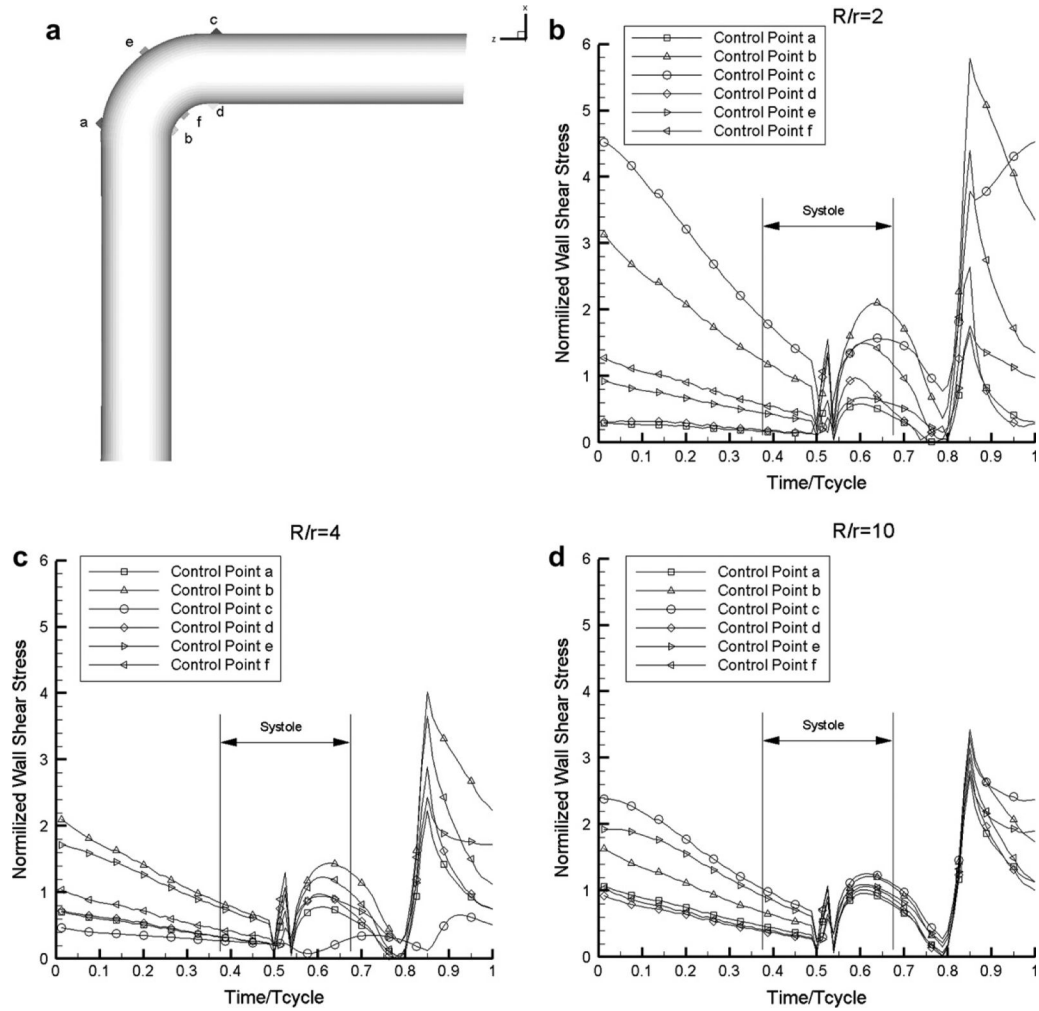 a
c
x
z
e
a
f
d
b
b
R/r=2
Normilized Wall Shear Stress
6
5
4
3
2
1
0
Control Point a
Control Point b
Control Point c
Control Point d
Control Point e
Control Point f
Systole
0 0.1 0.2 0.3 0.4 0.5 0.6 0.7 0.8 0.9 1
Time/Tcycle
c
R/r=4
Normilized Wall Shear Stress
6
5
4
3
2
1
0
Control Point a
Control Point b
Control Point c
Control Point d
Control Point e
Control Point f
Systole
0 0.1 0.2 0.3 0.4 0.5 0.6 0.7 0.8 0.9 1
Time/Tcycle
d
R/r=10
Normilized Wall Shear Stress
6
5
4
3
2
1
0
Control Point a
Control Point b
Control Point c
Control Point d
Control Point e
Control Point f
Systole
0 0.1 0.2 0.3 0.4 0.5 0.6 0.7 0.8 0.9 1
Time/Tcycle